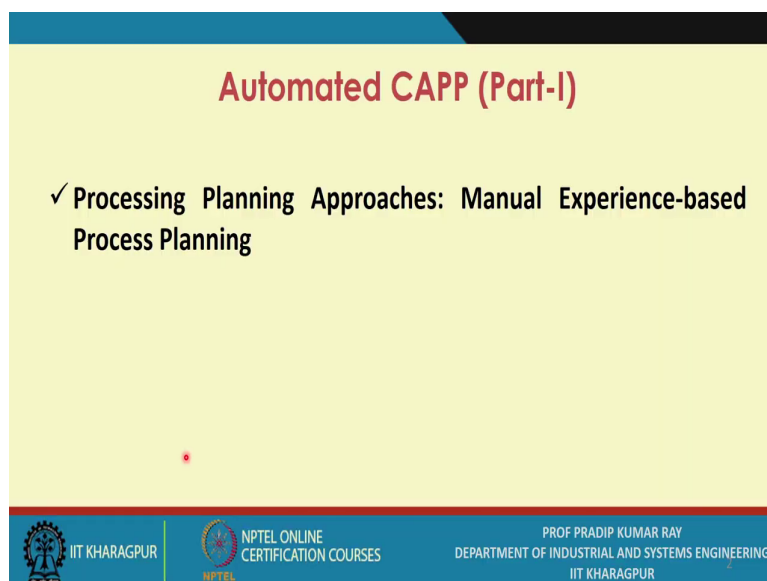 Automated CAPP (Part-I)
✓ Processing Planning Approaches: Manual Experience-based
Process Planning
IIT KHARAGPUR
NPTEL
NPTEL ONLINE
CERTIFICATION COURSES
PROF PRADIP KUMAR RAY
DEPARTMENT OF INDUSTRIAL AND SYSTEMS ENGINEERING
IIT KHARAGPUR
2